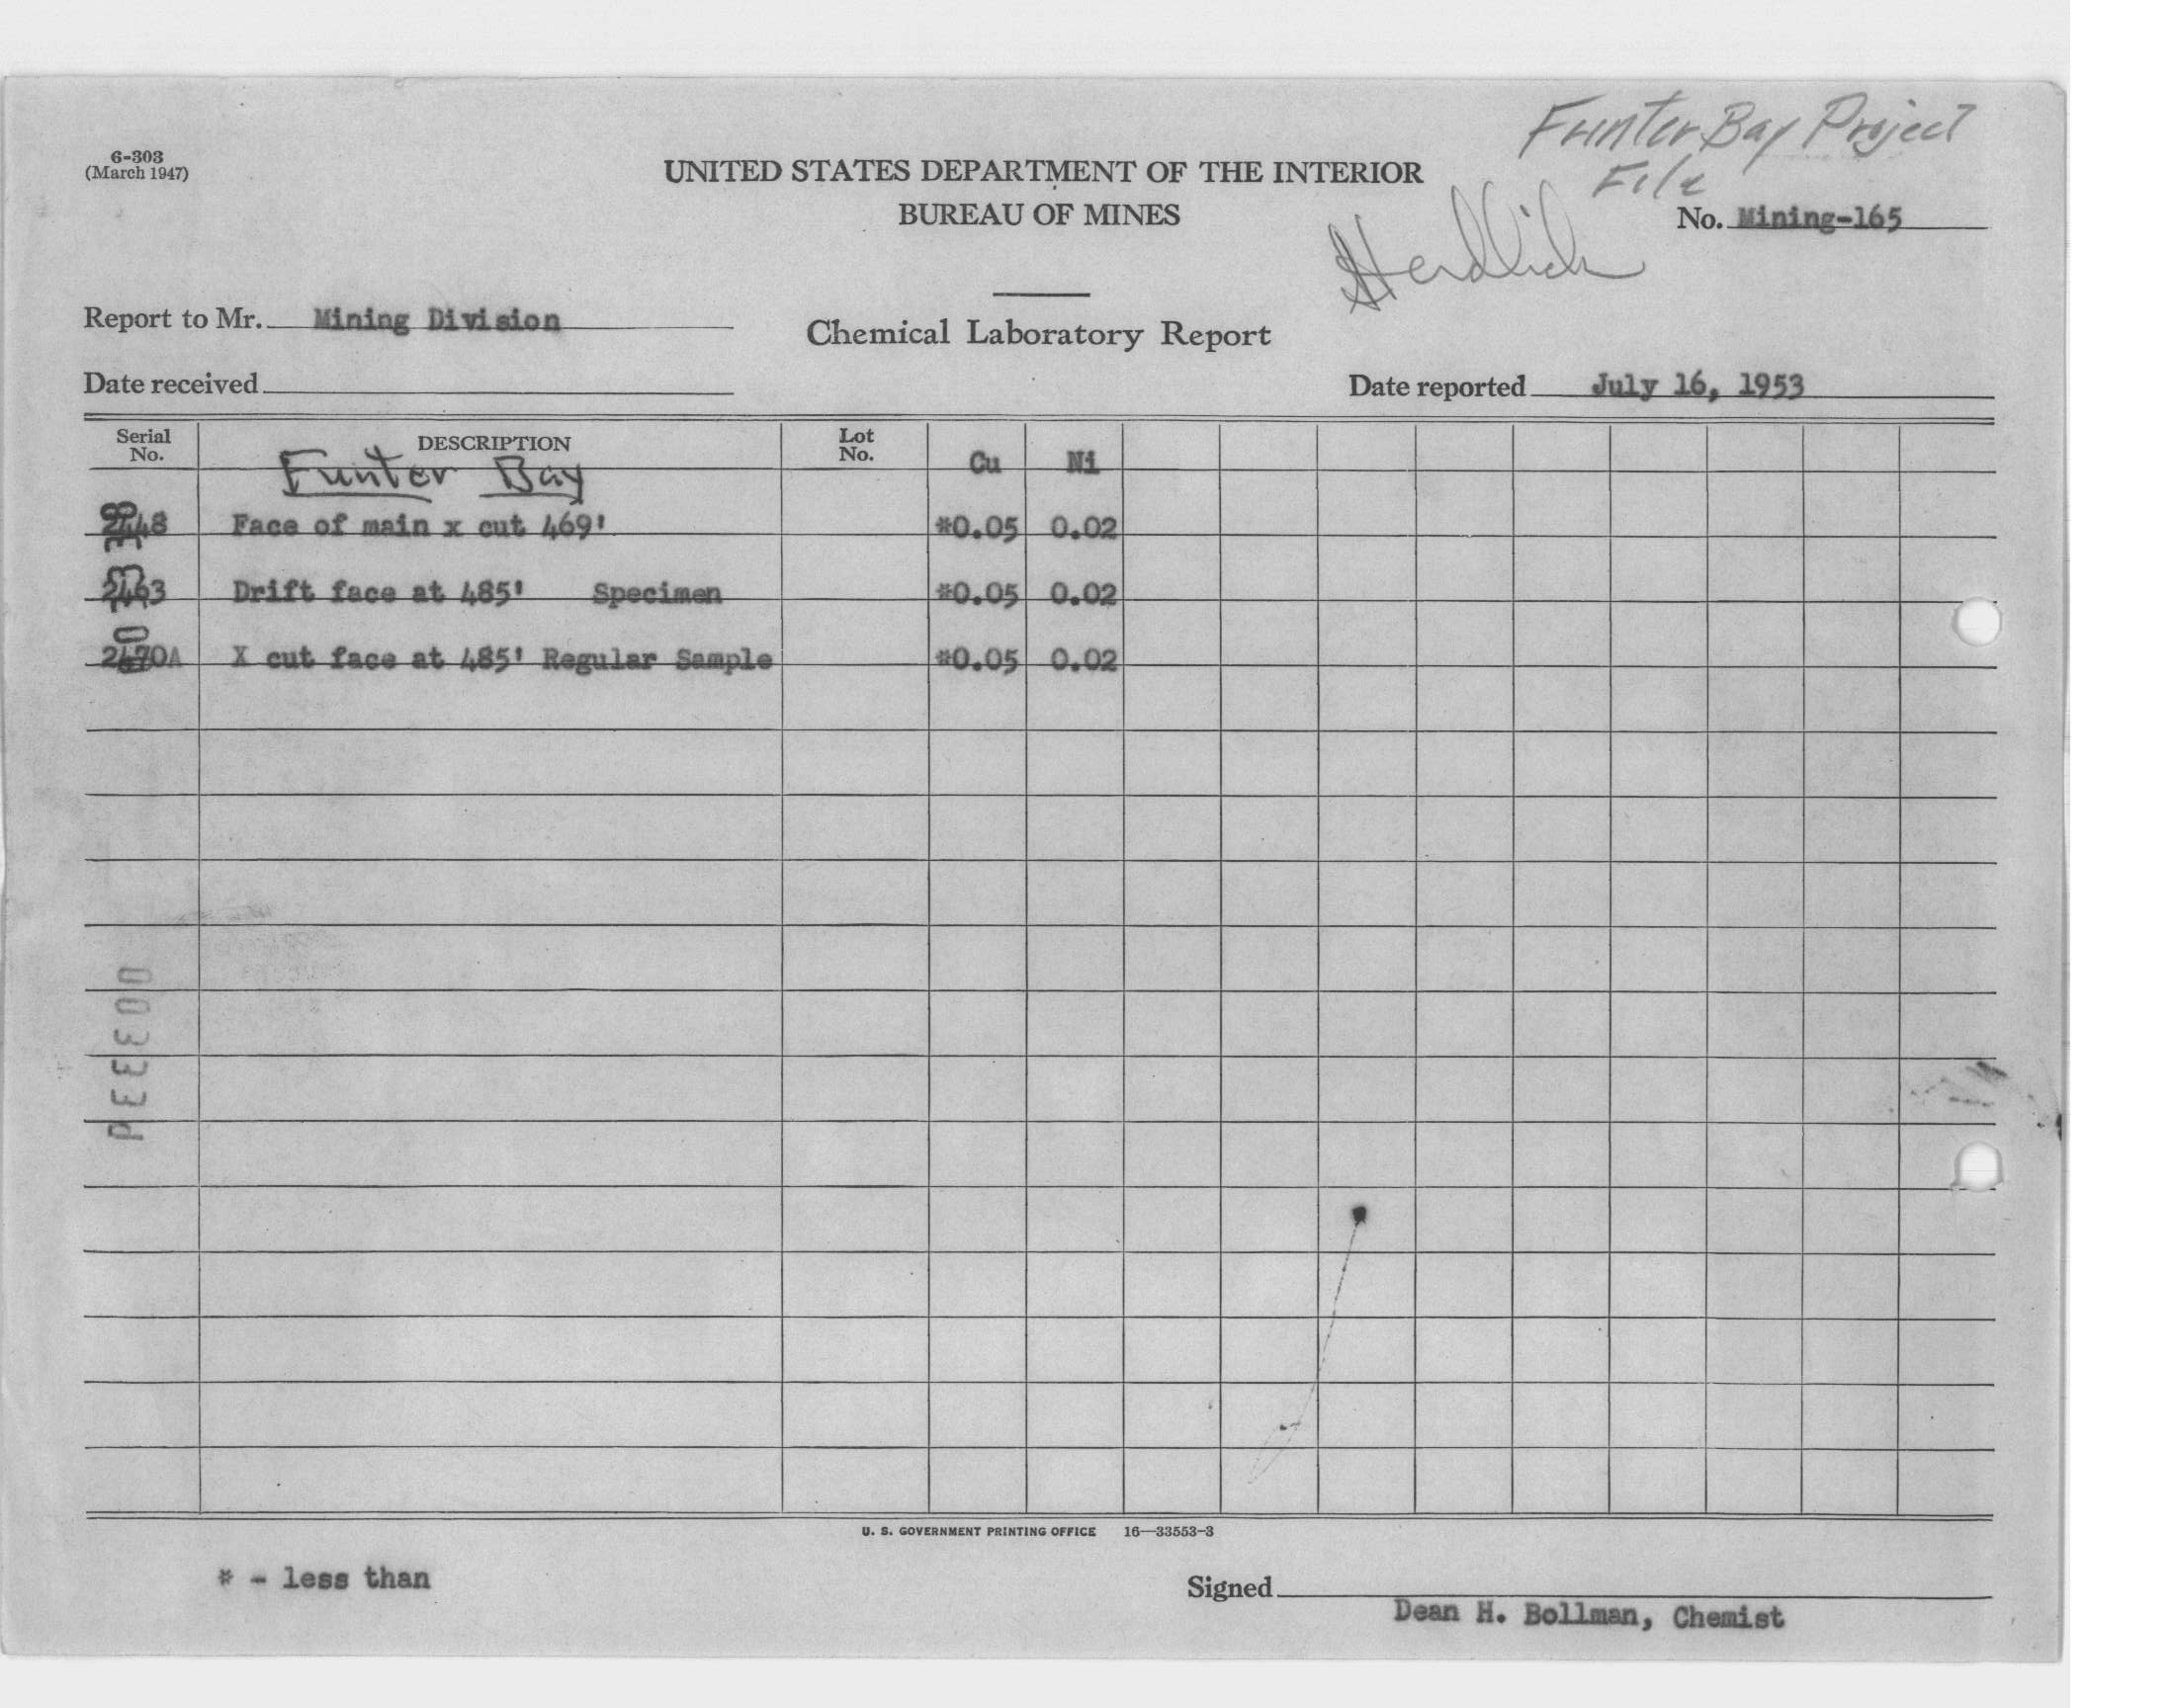 Funter Bay Project
File
6-303
(March 1947)
UNITED STATES DEPARTMENT OF THE INTERIOR
BUREAU OF MINES
No. Mining-165
Report to Mr. Mining Division
Chemical Laboratory Report
Date received
Date reported July 16, 1953
Serial No. DESCRIPTION Lot No. Cu Ni
Funter Bay
2448 Face of main x cut 469' *0.05 0.02
2463 Drift face at 485' Specimen *0.05 0.02
2470A X cut face at 485' Regular Sample *0.05 0.02
U. S. GOVERNMENT PRINTING OFFICE 16—33553-3
* - less than
Signed
Dean H. Bollman, Chemist